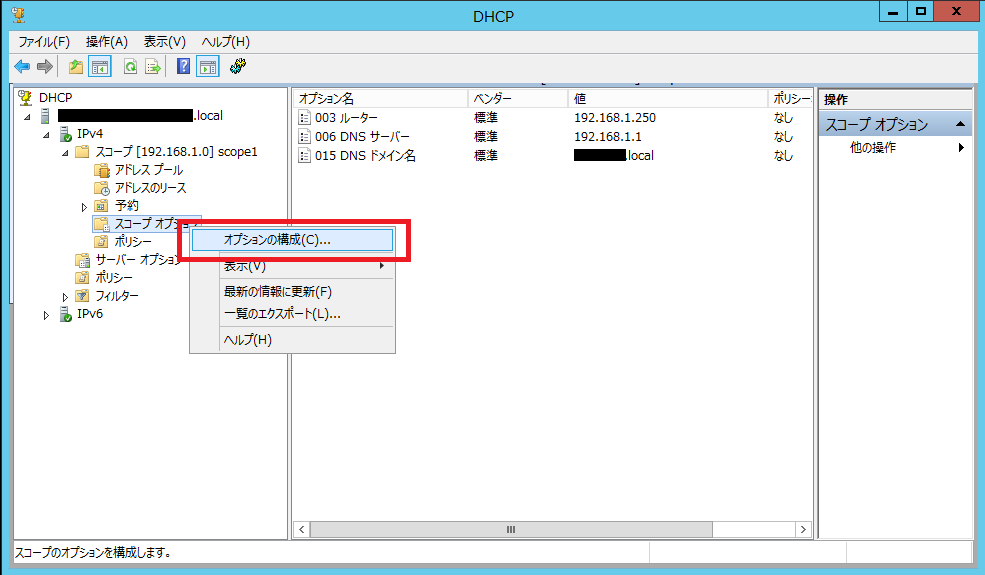 DHCP
ファイル(F) 操作(A) 表示(V) ヘルプ(H)
DHCP
.local
IPv4
スコープ [192.168.1.0] scope1
アドレス プール
アドレスのリース
予約
スコープ オプション
ポリシー
サーバー オプション
ポリシー
フィルター
IPv6
オプションの構成(C)...
表示(V)
最新の情報に更新(F)
一覧のエクスポート(L)...
ヘルプ(H)
オプション名 ベンダー 値 ポリシー
003 ルーター 標準 192.168.1.250 なし
006 DNS サーバー 標準 192.168.1.1 なし
015 DNS ドメイン名 標準 .local なし
操作
スコープ オプション
他の操作
スコープのオプションを構成します。